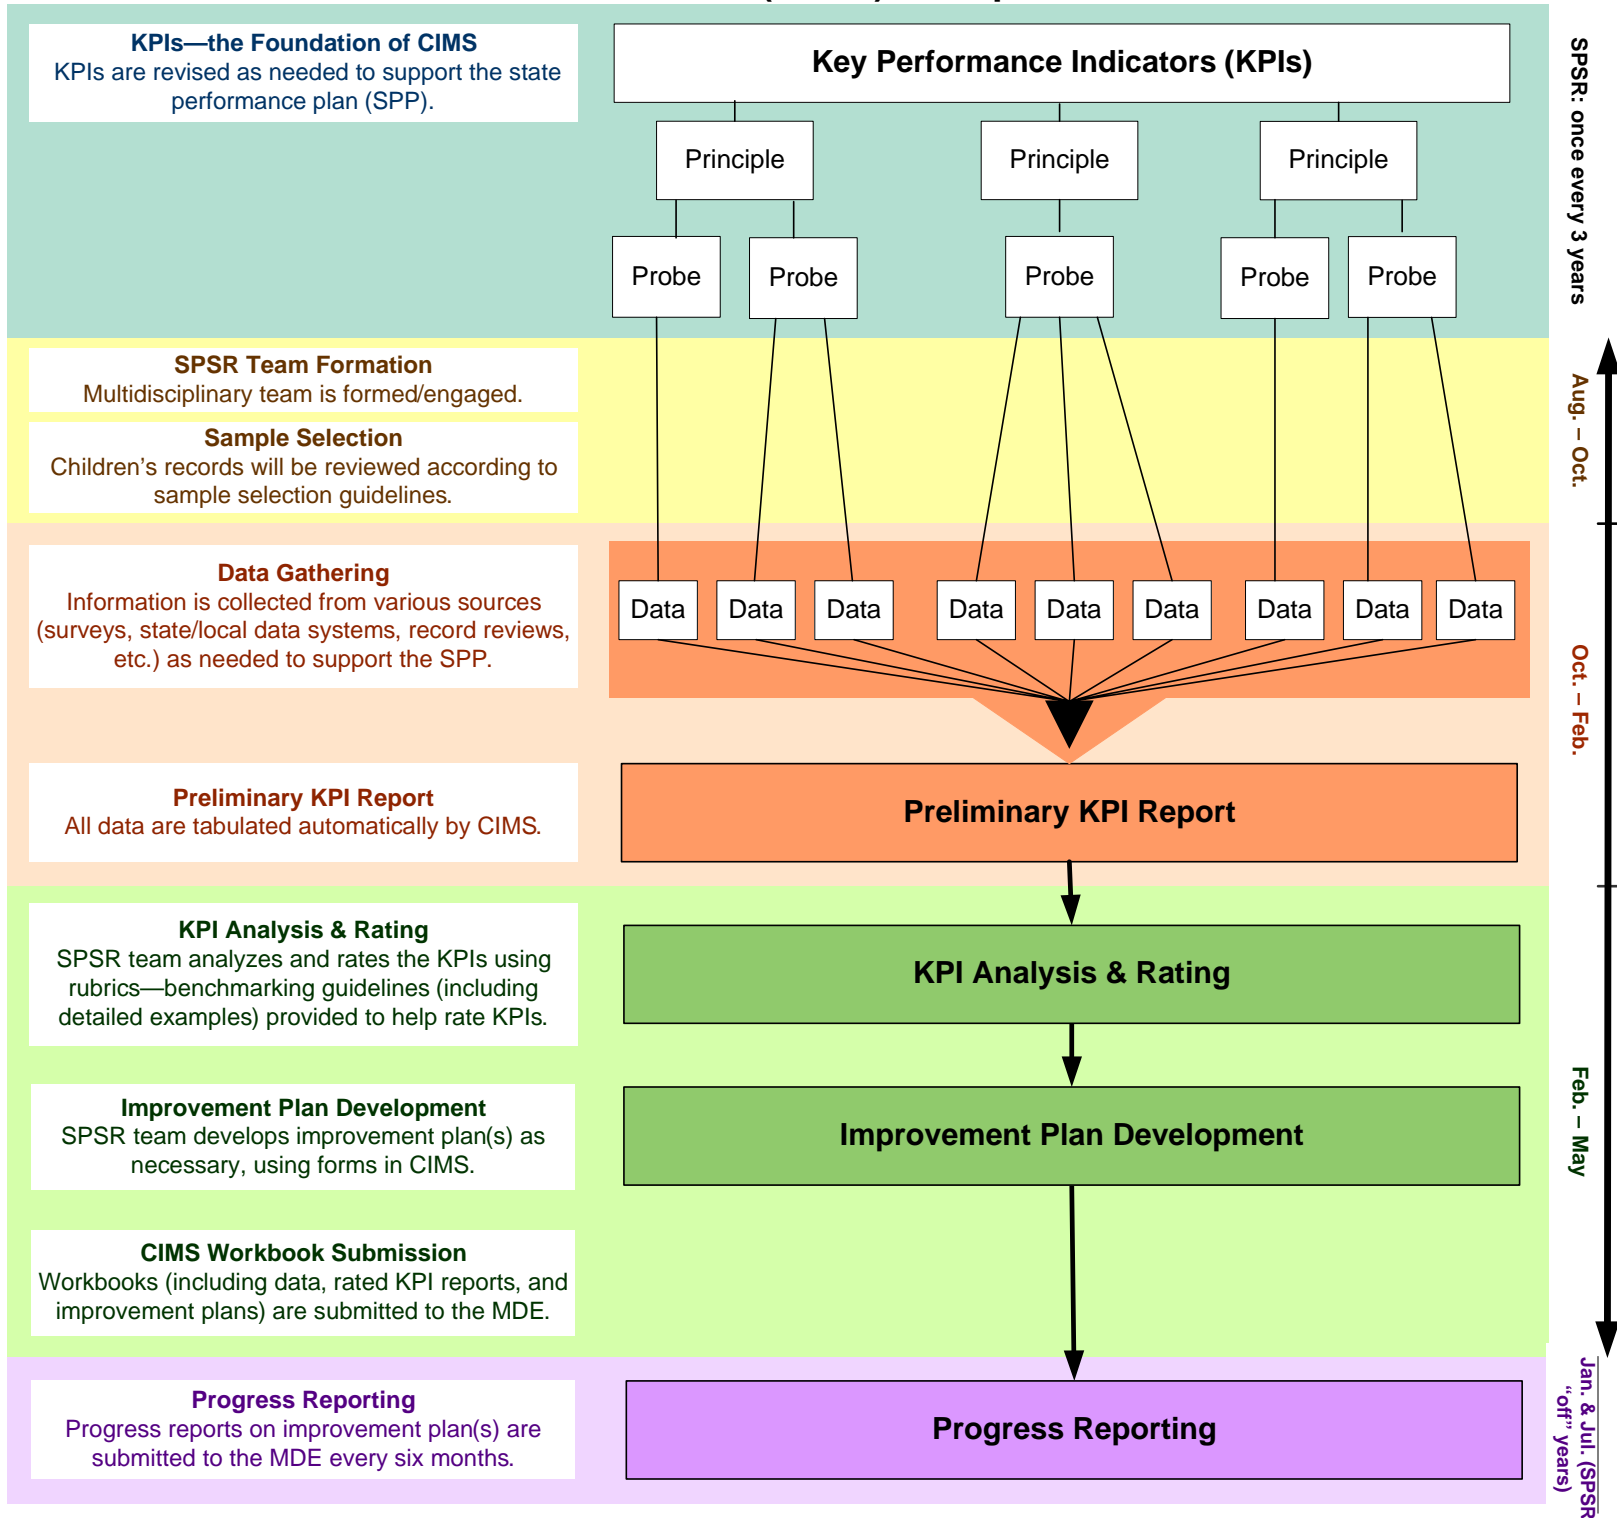 KPIs—the Foundation of CIMS
KPIs are revised as needed to support the state
performance plan (SPP).
Key Performance Indicators (KPIs)
Principle
Principle
Principle
Probe
Probe
Probe
Probe
Probe
SPSR: once every 3 years
SPSR Team Formation
Multidisciplinary team is formed/engaged.
Sample Selection
Children's records will be reviewed according to
sample selection guidelines.
Aug. – Oct.
Data Gathering
Information is collected from various sources
(surveys, state/local data systems, record reviews,
etc.) as needed to support the SPP.
Data
Data
Data
Data
Data
Data
Data
Data
Data
Oct. – Feb.
Preliminary KPI Report
All data are tabulated automatically by CIMS.
Preliminary KPI Report
KPI Analysis & Rating
SPSR team analyzes and rates the KPIs using
rubrics—benchmarking guidelines (including
detailed examples) provided to help rate KPIs.
KPI Analysis & Rating
Improvement Plan Development
SPSR team develops improvement plan(s) as
necessary, using forms in CIMS.
Improvement Plan Development
Feb. – May
CIMS Workbook Submission
Workbooks (including data, rated KPI reports, and
improvement plans) are submitted to the MDE.
Progress Reporting
Progress reports on improvement plan(s) are
submitted to the MDE every six months.
Progress Reporting
Jan. & Jul. (SPSR
“off” years)